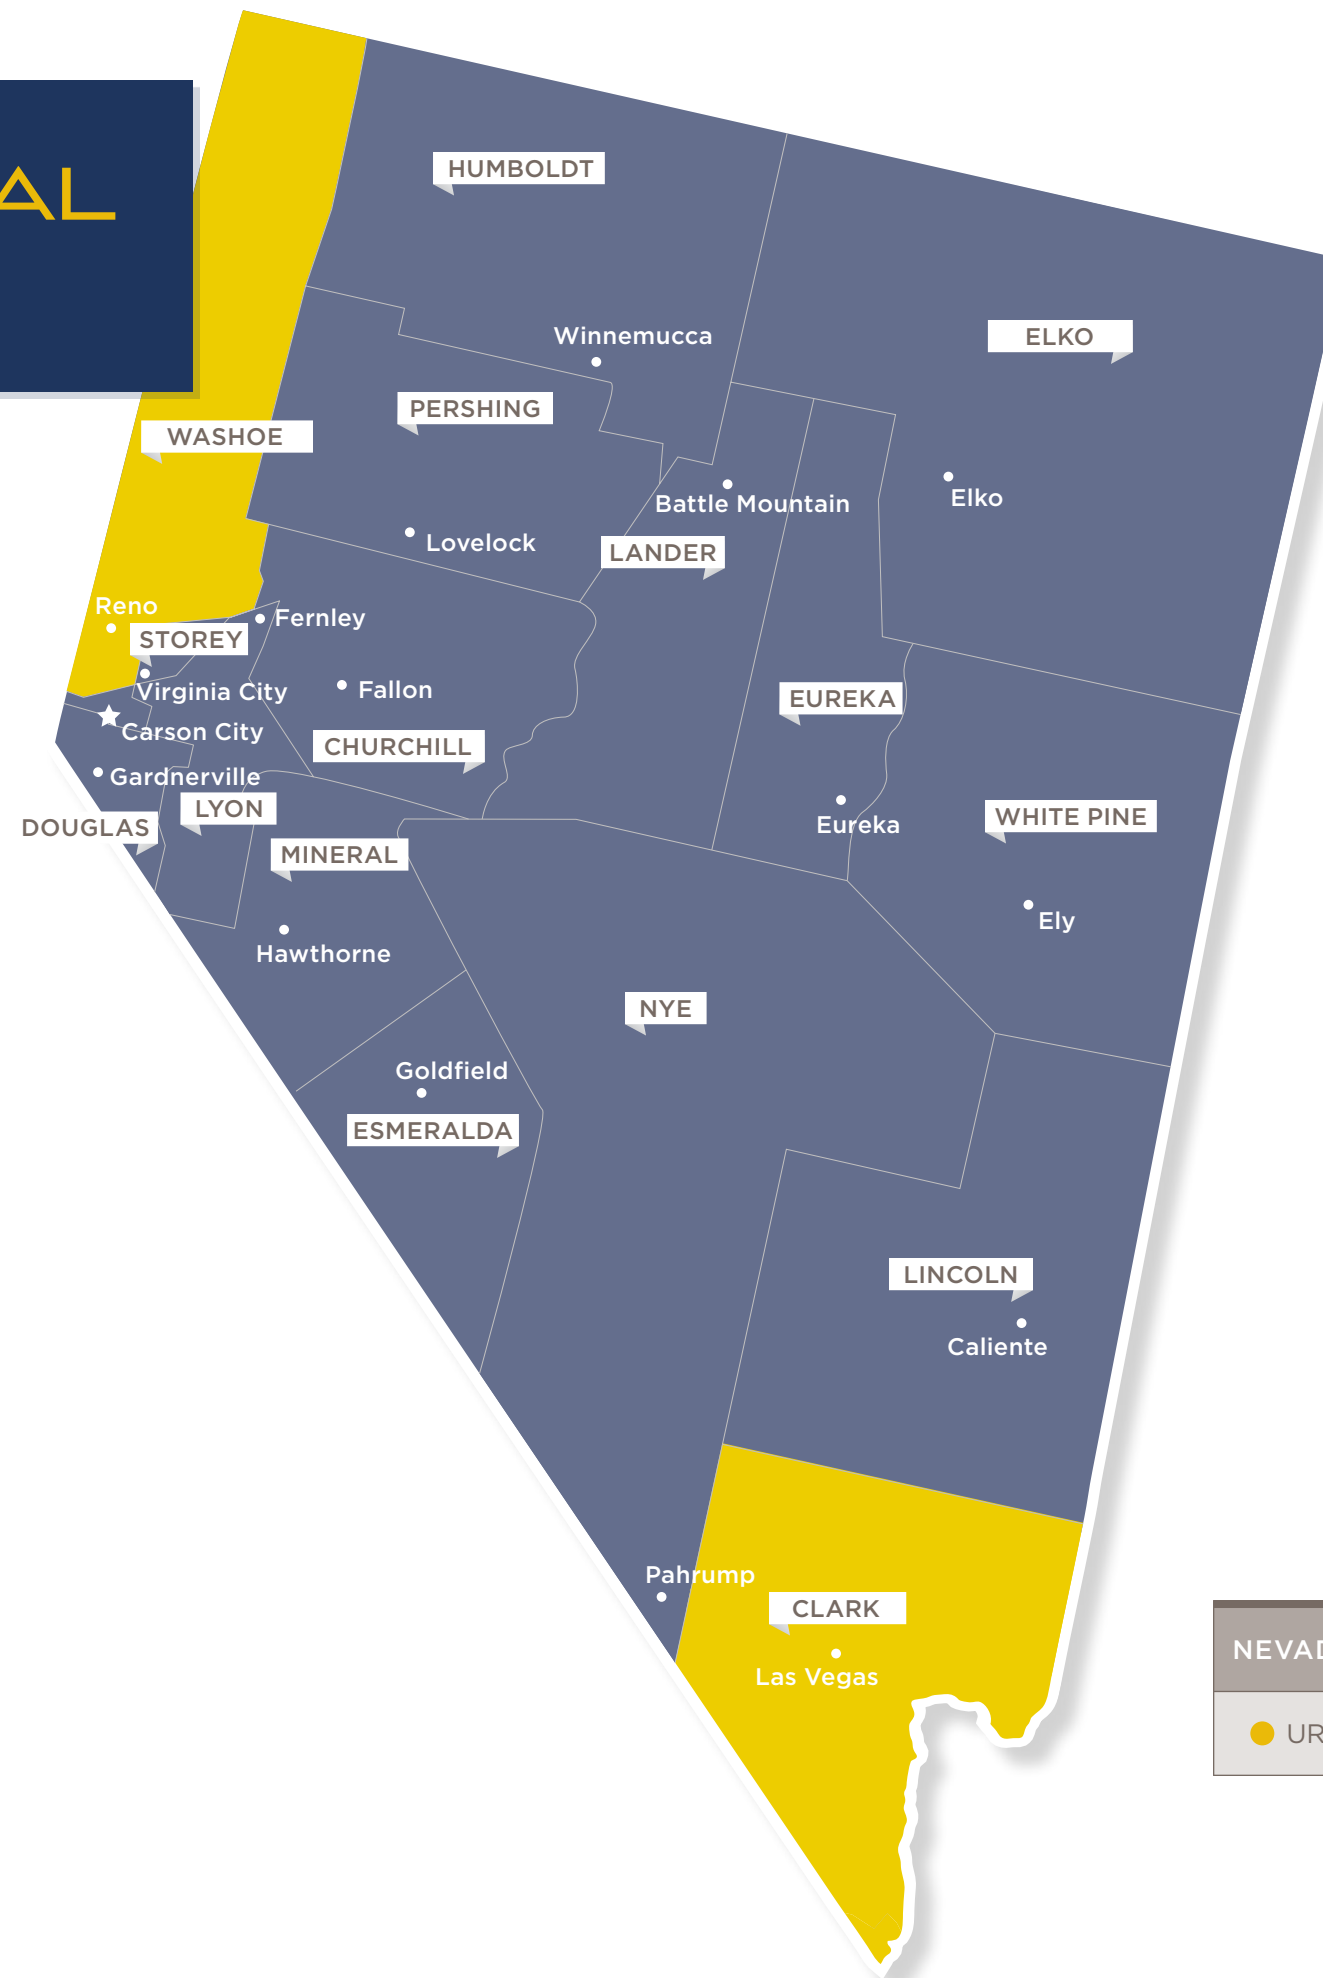 AL
HUMBOLDT
Winnemucca
ELKO
PERSHING
WASHOE
Battle Mountain
Elko
Lovelock
LANDER
Reno
Fernley
STOREY
Virginia City
Fallon
EUREKA
Carson City
CHURCHILL
Gardnerville
LYON
DOUGLAS
Eureka
WHITE PINE
MINERAL
Ely
Hawthorne
NYE
Goldfield
ESMERALDA
LINCOLN
Caliente
Pahrump
CLARK
Las Vegas
NEVAD
UR